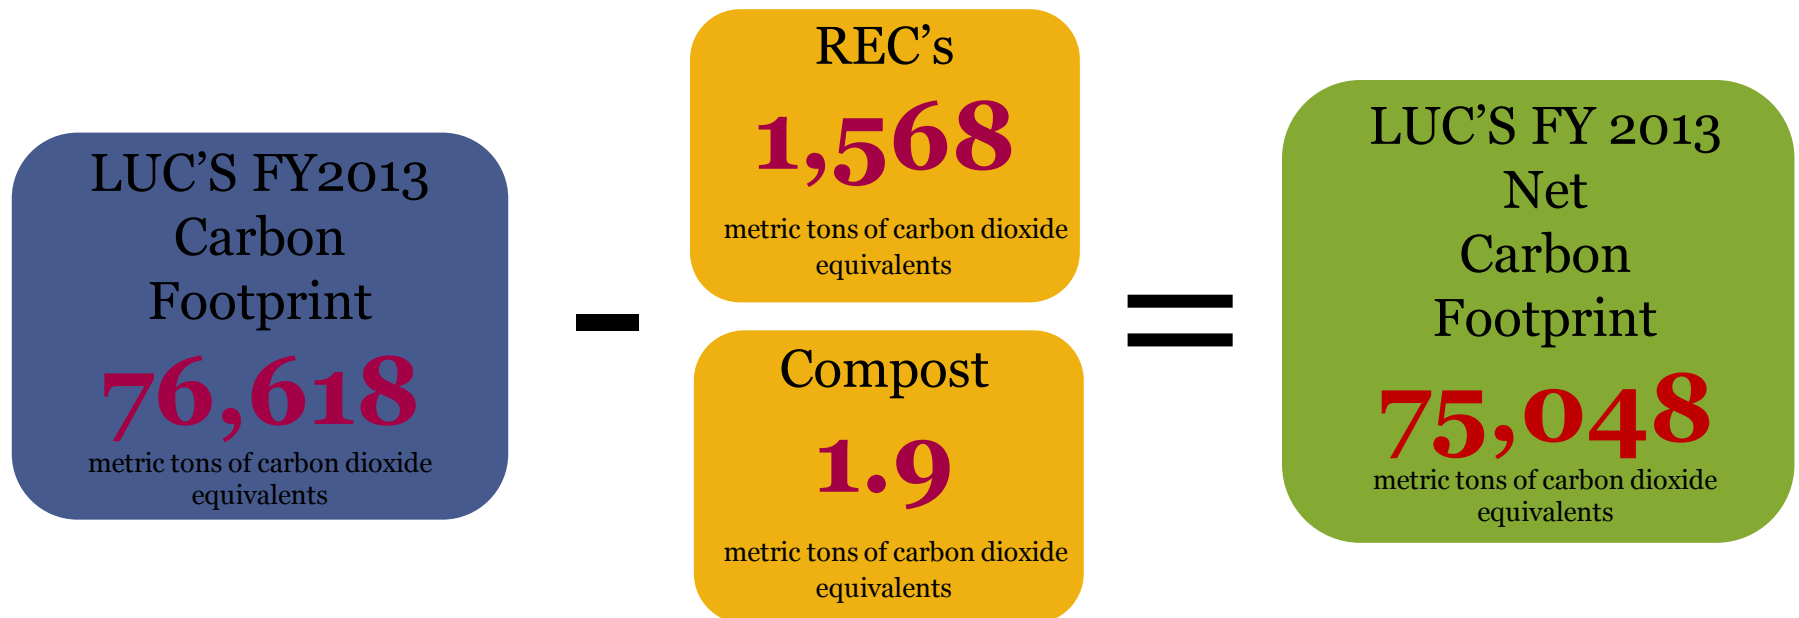 LUC’S FY2013
Carbon
Footprint
76,618
metric tons of carbon dioxide
equivalents
-
REC’s
1,568
metric tons of carbon dioxide
equivalents
Compost
1.9
metric tons of carbon dioxide
equivalents
=
LUC’S FY 2013
Net
Carbon
Footprint
75,048
metric tons of carbon dioxide
equivalents